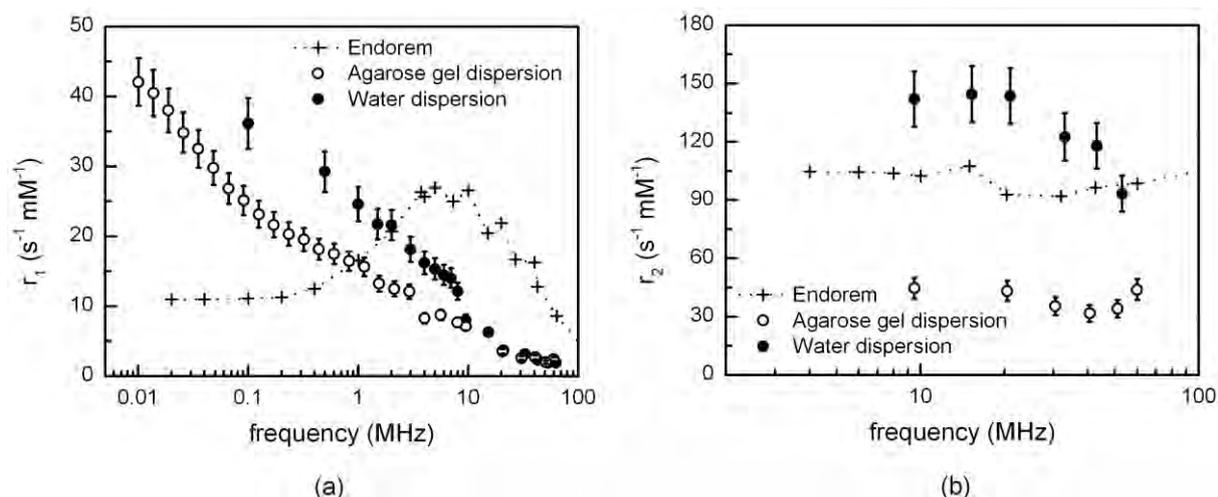 50
40
30
20
10
0
r1 (s-1 mM-1)
Endorem
Agarose gel dispersion
Water dispersion
0.01 0.1 1 10 100
frequency (MHz)
(a)
180
150
120
90
60
30
0
r2 (s-1 mM-1)
Endorem
Agarose gel dispersion
Water dispersion
10 100
frequency (MHz)
(b)